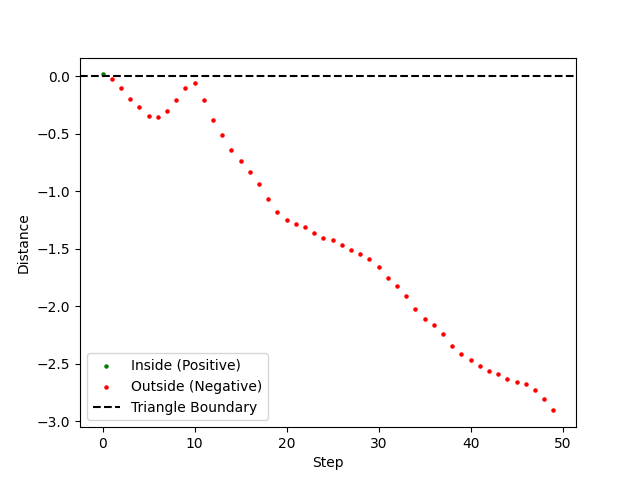 0.0
−0.5
−1.0
−1.5
−2.0
−2.5
−3.0
Distance
Inside (Positive)
Outside (Negative)
Triangle Boundary
0
10
20
30
40
50
Step